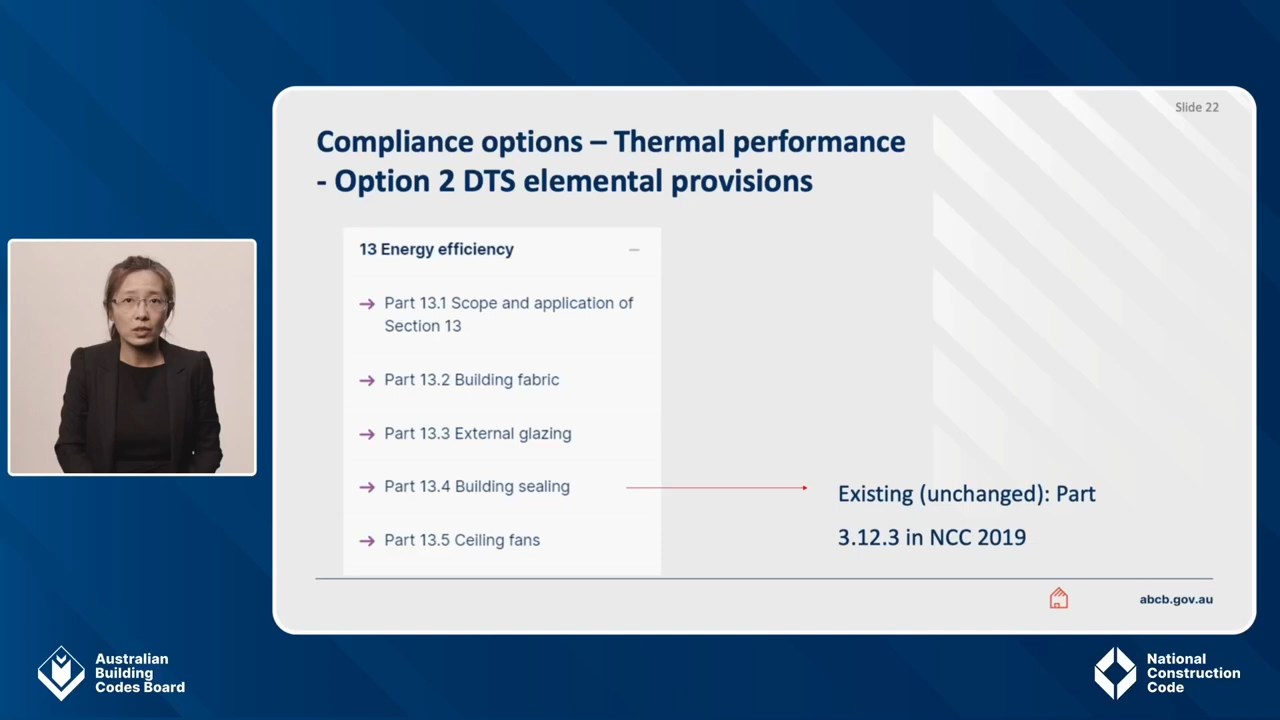 Slide 22
Compliance options – Thermal performance
- Option 2 DTS elemental provisions
13 Energy efficiency
Part 13.1 Scope and application of
Section 13
Part 13.2 Building fabric
Part 13.3 External glazing
Part 13.4 Building sealing
Part 13.5 Ceiling fans
Existing (unchanged): Part
3.12.3 in NCC 2019
abcb.gov.au
Australian
Building
Codes Board
National
Construction
Code